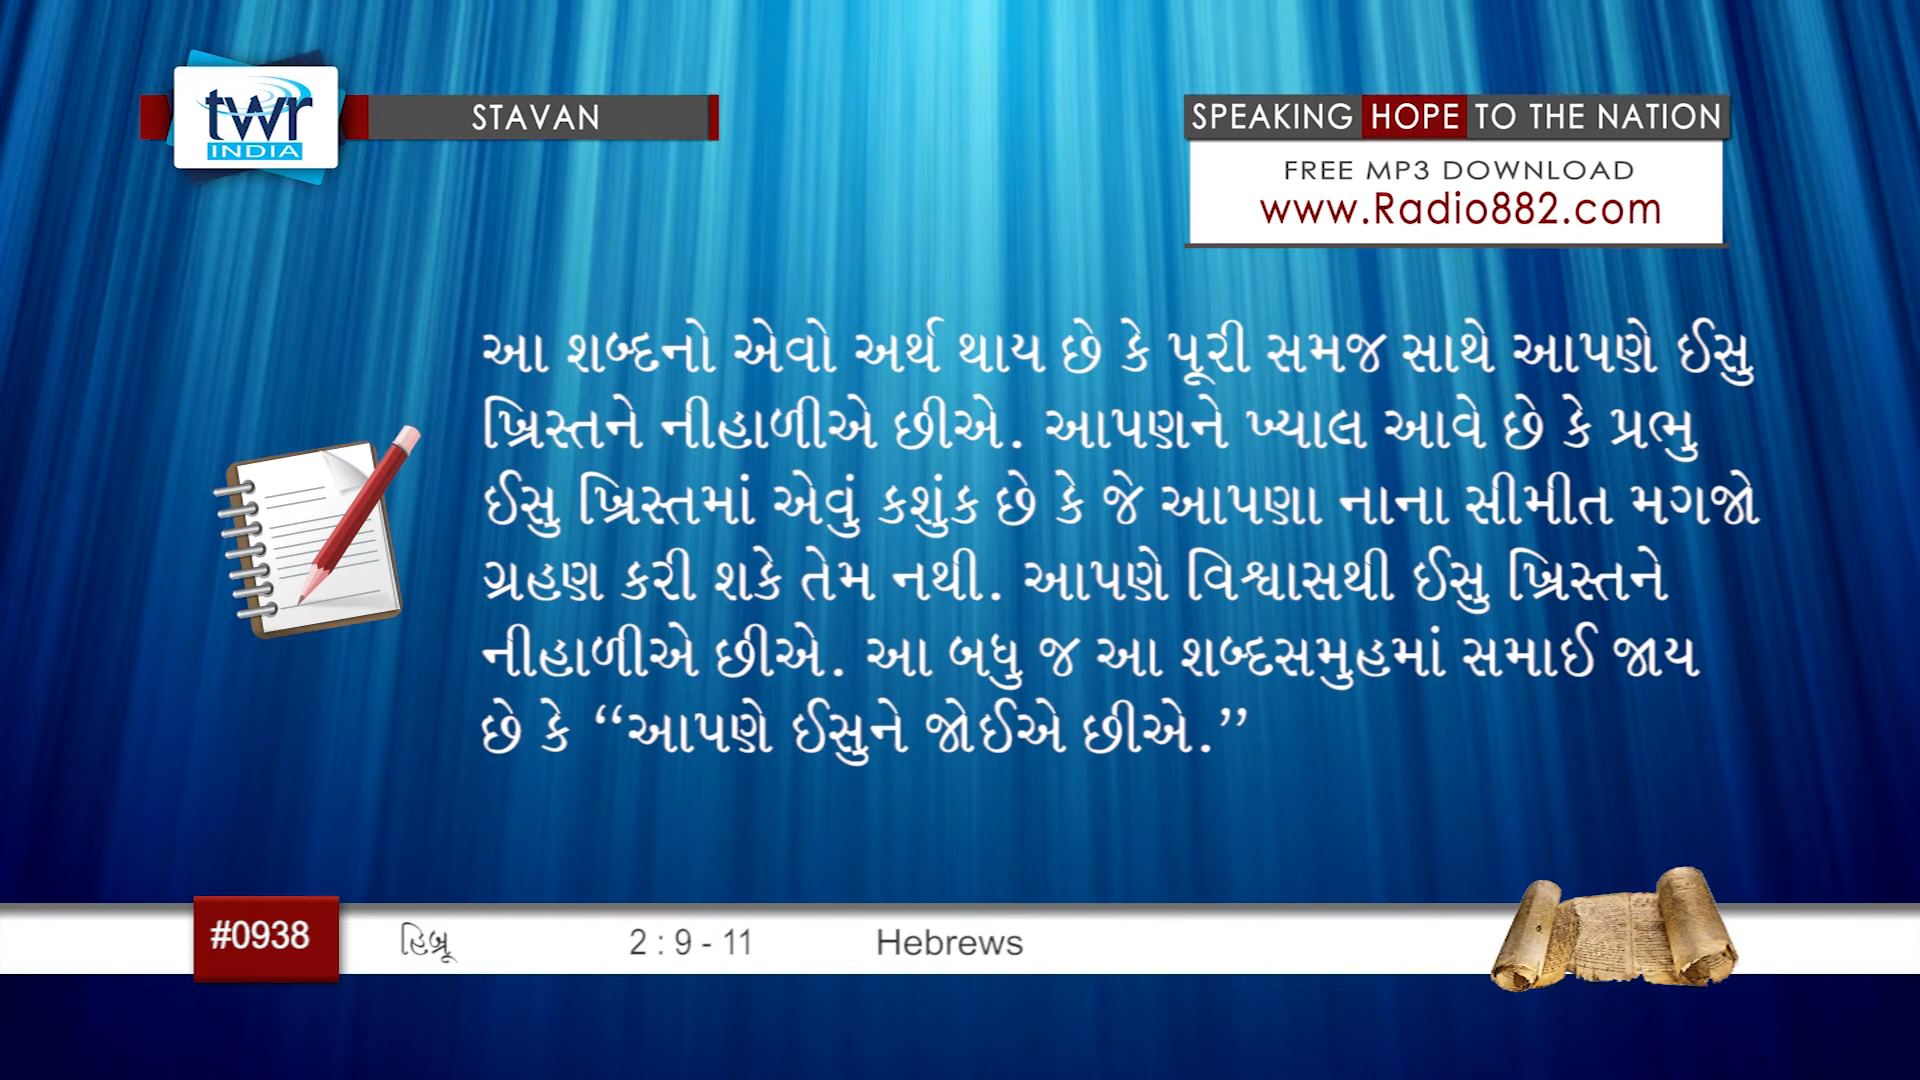 twr
INDIA
STAVAN
SPEAKING HOPE TO THE NATION
FREE MP3 DOWNLOAD
www.Radio882.com
આ શબ્દનો એવો અર્થ થાય છે કે પૂરી સમજ સાથે આપણે ઈસુ
ખ્રિસ્તને નીહાળીએ છીએ. આપણને ખ્યાલ આવે છે કે પ્રભુ
ઈસુ ખ્રિસ્તમાં એવું કશુંક છે કે જે આપણા નાના સીમીત મગજો
ગ્રહણ કરી શકે તેમ નથી. આપણે વિશ્વાસથી ઈસુ ખ્રિસ્તને
નીહાળીએ છીએ. આ બધુ જ આ શબ્દસમુહમાં સમાઈ જાય
છે કે “આપણે ઈસુને જોઈએ છીએ.”
#0938 હિબ્રૂ 2 : 9 - 11 Hebrews